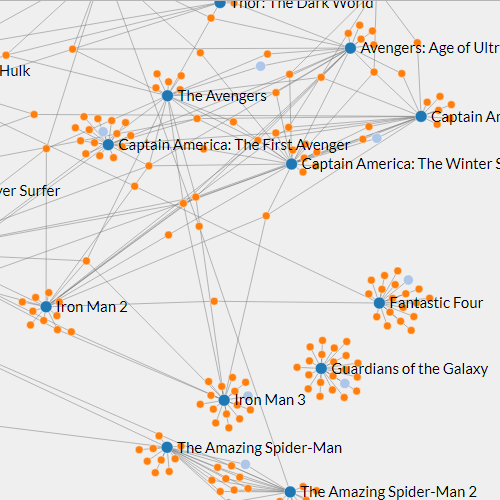 Thor: The Dark World
Avengers: Age of Ultr
Hulk
The Avengers
Captain Am
Captain America: The First Avenger
Captain America: The Winter S
ver Surfer
Iron Man 2
Fantastic Four
Guardians of the Galaxy
Iron Man 3
The Amazing Spider-Man
The Amazing Spider-Man 2